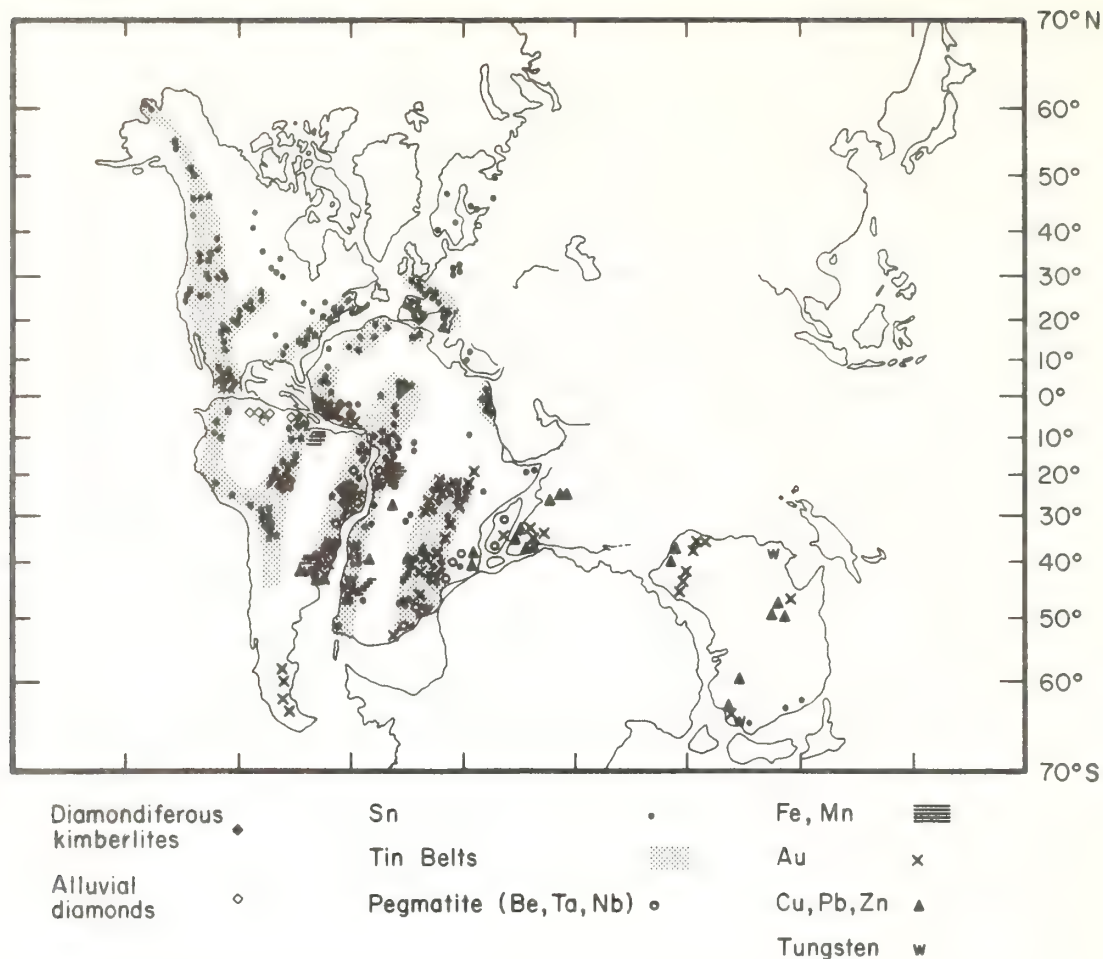 70°N
60°
50°
40°
30°
20°
10°
0°
10°
20°
30°
40°
50°
60°
70°S
Diamondiferous
kimberlites
Alluvial
diamonds
Sn
Tin Belts
Pegmatite (Be, Ta, Nb)
Fe, Mn
Au
Cu, Pb, Zn
Tungsten w